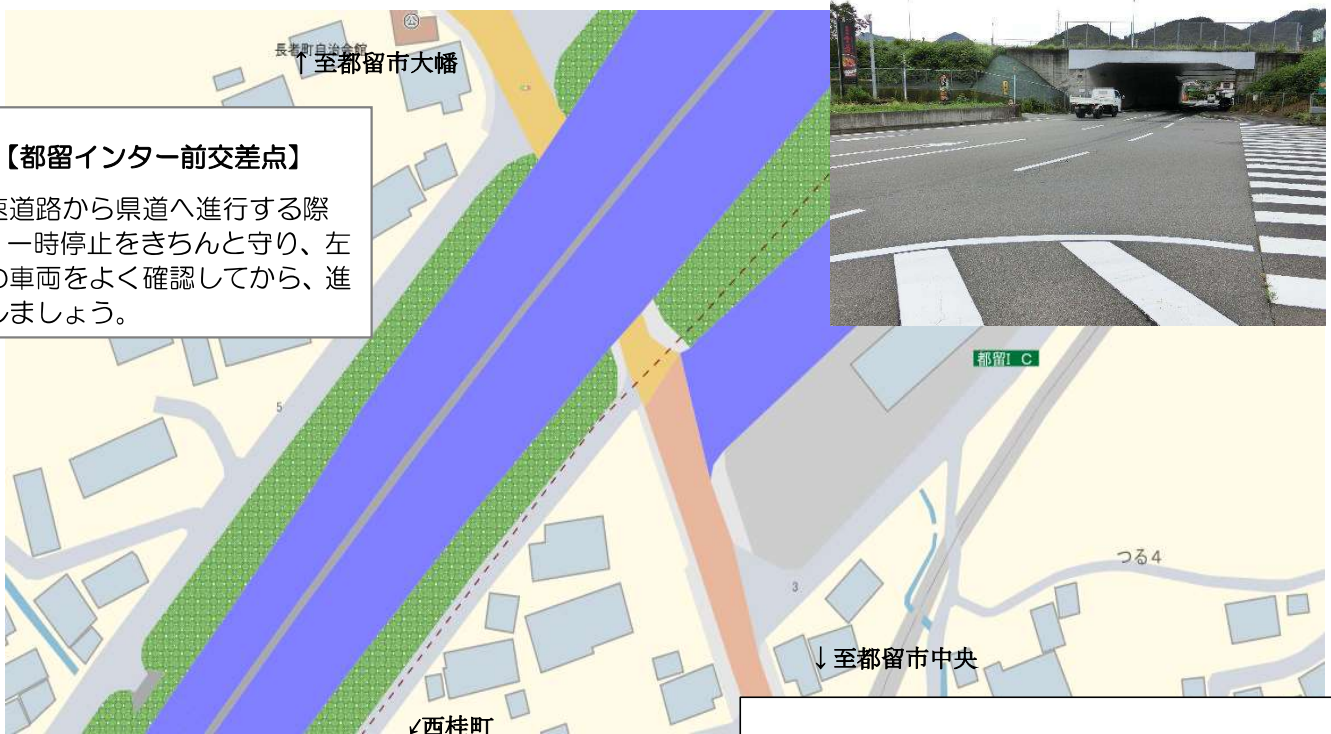 長者町自治会館
↑至都留市大幡
【都留インター前交差点】
速道路から県道へ進行する際
一時停止をきちんと守り、左
の車両をよく確認してから、進
しましょう。
都留I C
5
つる4
3
↓至都留市中央
↙西桂町